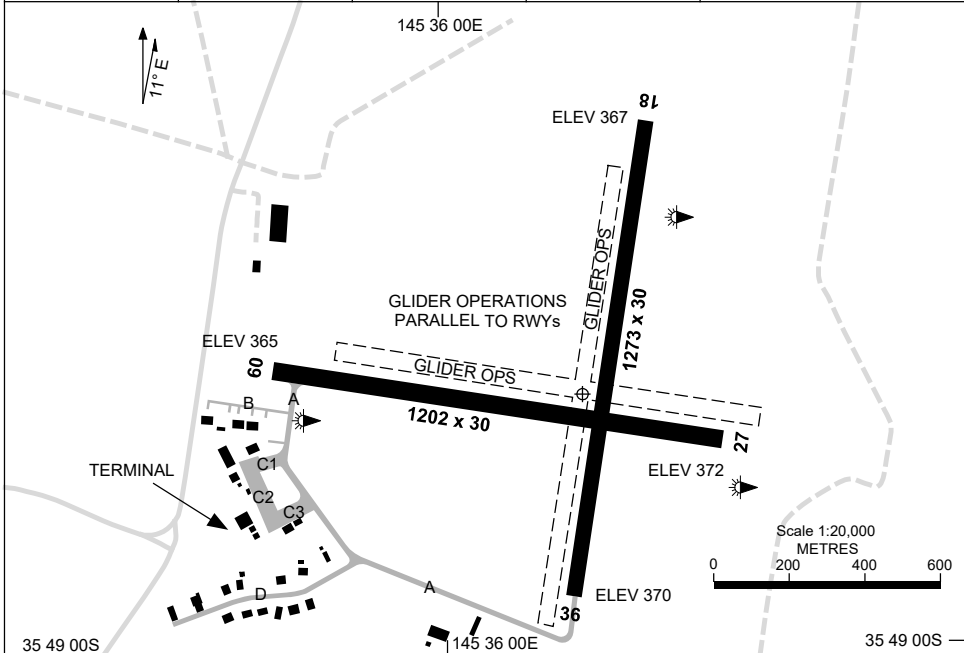 145 36 00E
11° E
18
ELEV 367
GLIDER OPS
GLIDER OPERATIONS
PARALLEL TO RWYs
1273 x 30
ELEV 365
09
GLIDER OPS
A
B
1202 x 30
27
ELEV 372
TERMINAL
C1
C2
C3
Scale 1:20,000
METRES
0 200 400 600
A
D
ELEV 370
36
35 49 00S
145 36 00E
35 49 00S